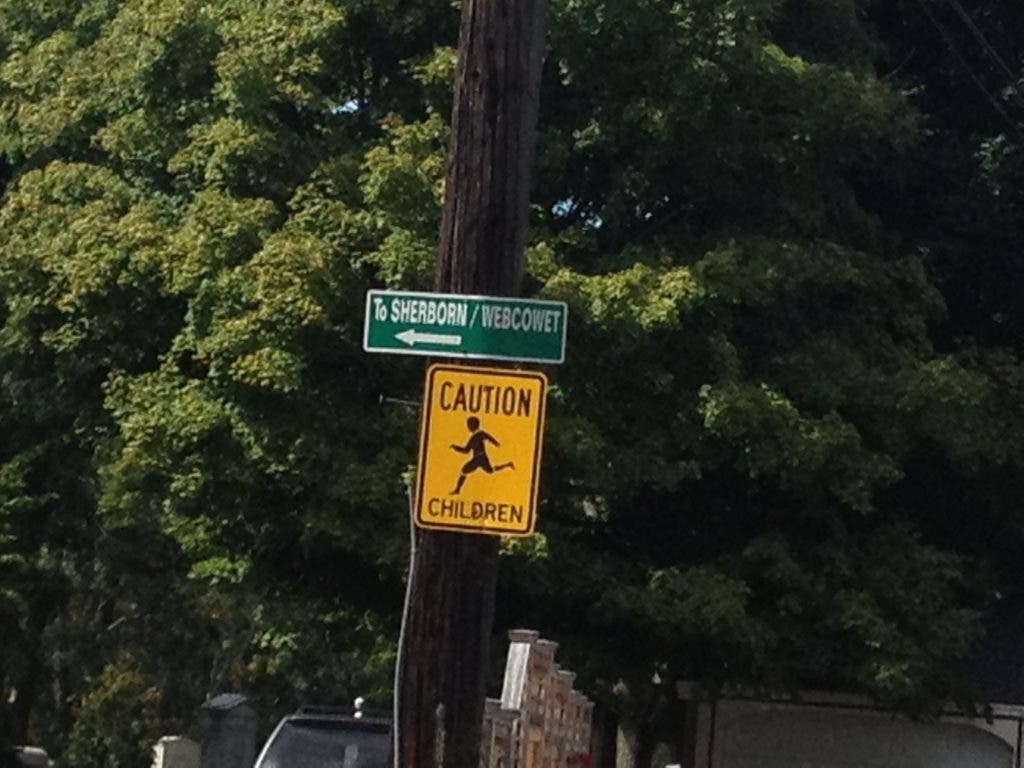 To SHERBORN / WEBCOWET
CAUTION
CHILDREN